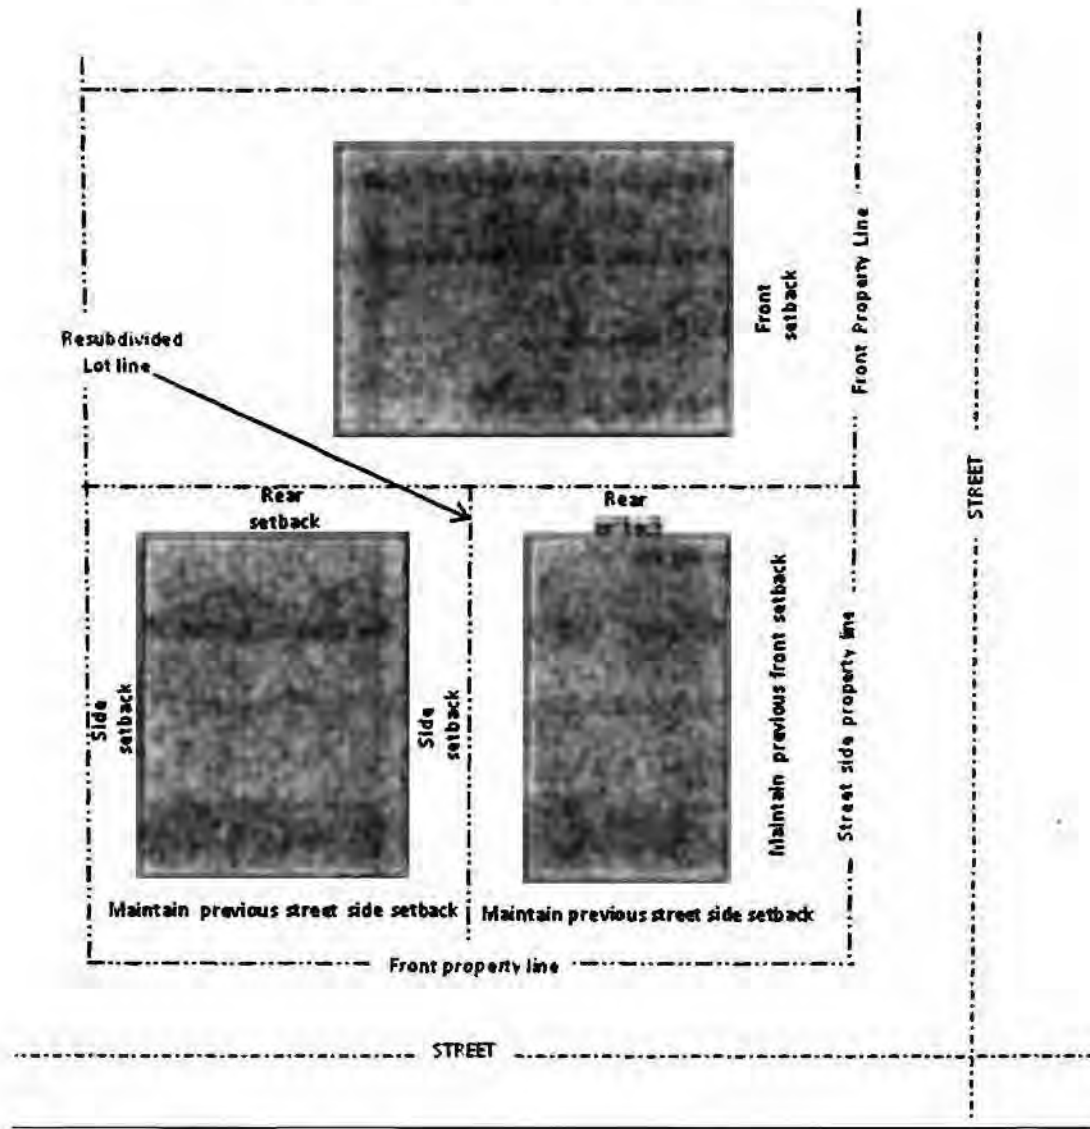 Front Property Line
Front
setback
Resubdivided
Lot line
STREET
Rear
setback
Rear
Side
setback
Side
setback
Maintain previous front setback
Street side property line
Maintain previous street side setback
Maintain previous street side setback
Front property line
STREET